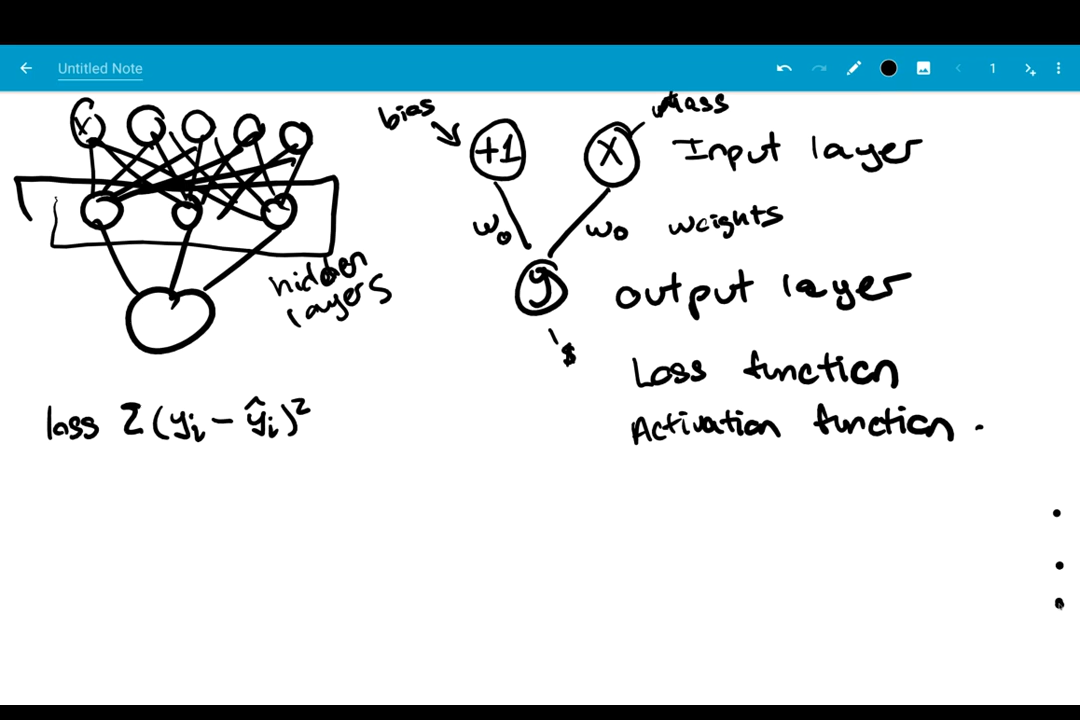 Untitled Note
1
x
bias
+1
x
Mass
Input layer
w₀
w₀
weights
y
output layer
hidden
layers
$
Loss function
loss Σ(yᵢ - ŷᵢ)²
Activation function.